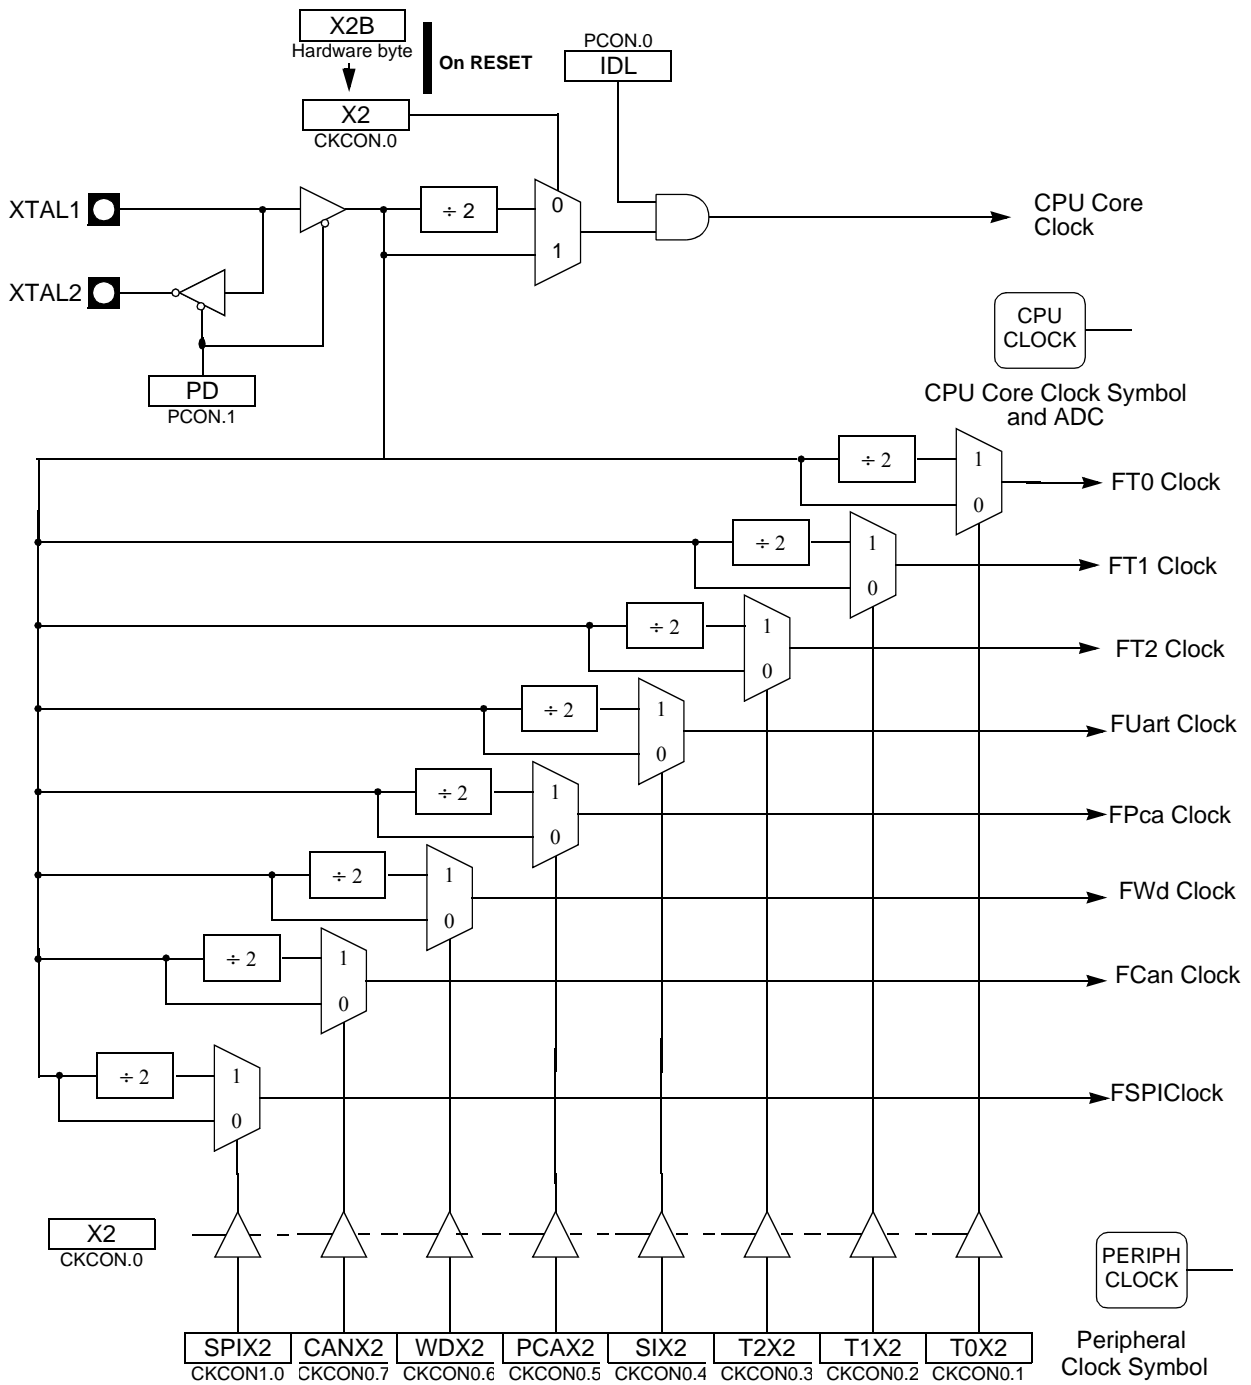 X2B
Hardware byte
On RESET
PCON.0
IDL
X2
CKCON.0
XTAL1
÷ 2
0
1
CPU Core
Clock
XTAL2
PD
PCON.1
CPU
CLOCK
CPU Core Clock Symbol
and ADC
÷ 2
1
0
FT0 Clock
÷ 2
1
0
FT1 Clock
÷ 2
1
0
FT2 Clock
÷ 2
1
0
FUart Clock
÷ 2
1
0
FPca Clock
÷ 2
1
0
FWd Clock
÷ 2
1
0
FCan Clock
÷ 2
1
0
FSPIClock
X2
CKCON.0
PERIPH
CLOCK
Peripheral
Clock Symbol
SPIX2
CKCON1.0
CANX2
CKCON0.7
WDX2
CKCON0.6
PCAX2
CKCON0.5
SIX2
CKCON0.4
T2X2
CKCON0.3
T1X2
CKCON0.2
T0X2
CKCON0.1